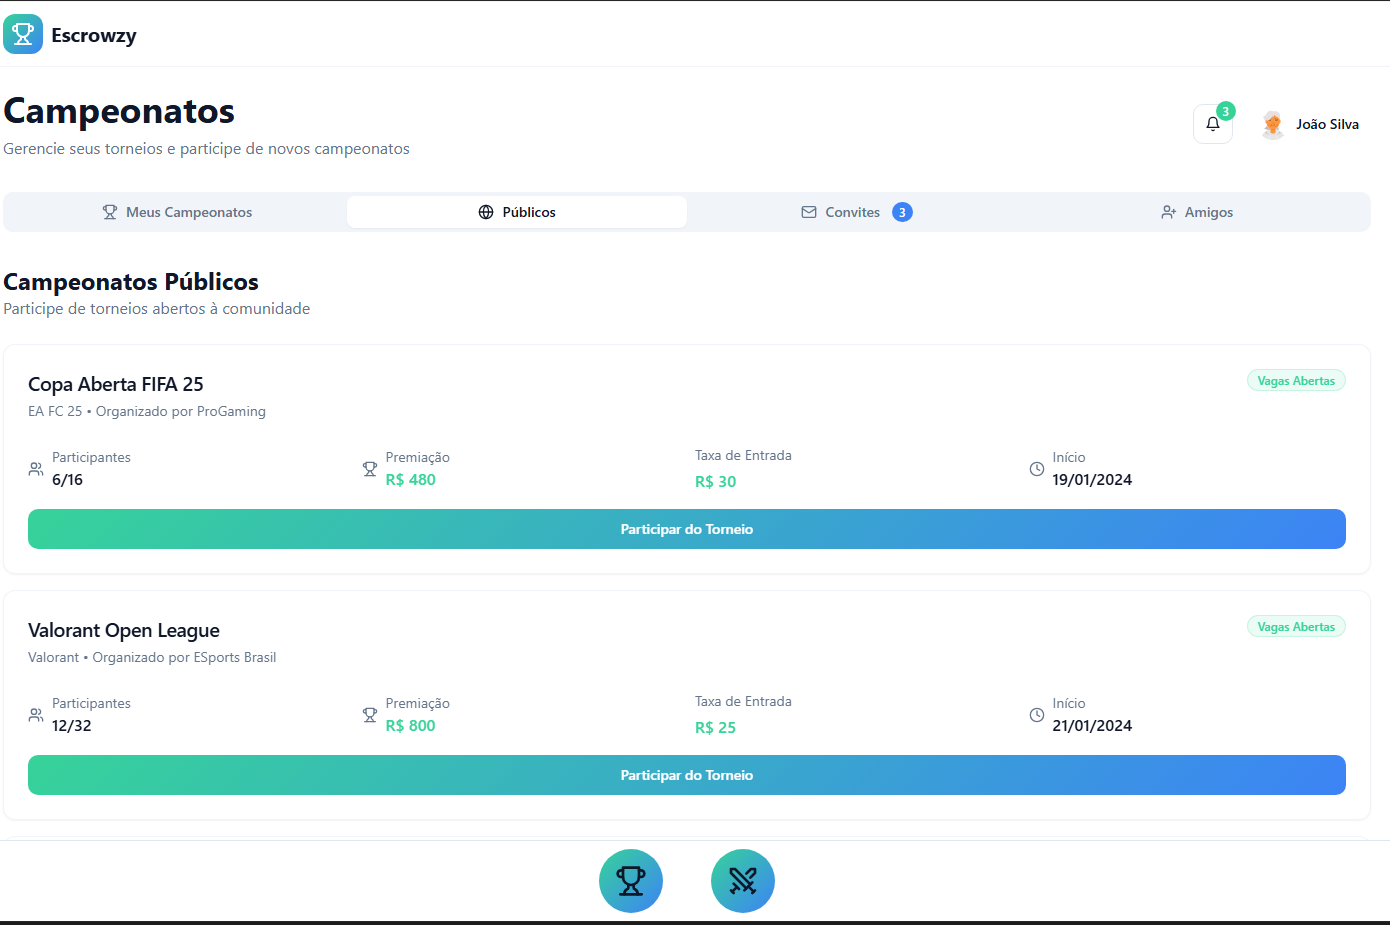 Escrowzy
Campeonatos
Gerencie seus torneios e participe de novos campeonatos
3
João Silva
Meus Campeonatos
Públicos
Convites 3
Amigos
Campeonatos Públicos
Participe de torneios abertos à comunidade
Copa Aberta FIFA 25
Vagas Abertas
EA FC 25 • Organizado por ProGaming
Participantes
6/16
Premiação
R$ 480
Taxa de Entrada
R$ 30
Início
19/01/2024
Participar do Torneio
Valorant Open League
Vagas Abertas
Valorant • Organizado por ESports Brasil
Participantes
12/32
Premiação
R$ 800
Taxa de Entrada
R$ 25
Início
21/01/2024
Participar do Torneio